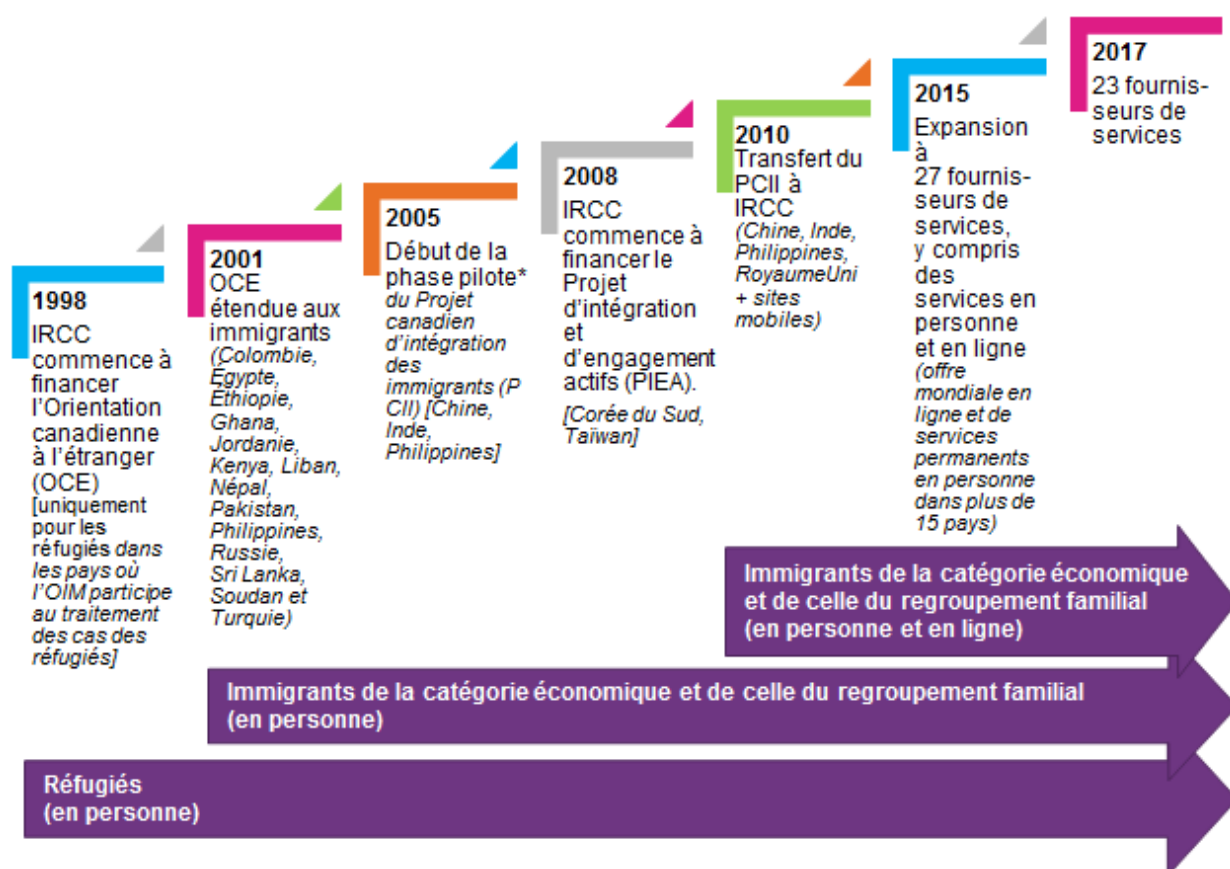 1998
IRCC
commence à
financer
l'Orientation
canadienne
à l'étranger
(OCE)
[uniquement
pour les
réfugiés dans
les pays où
l'OIM participe
au traitement
des cas des
réfugiés]
2001
OCE
étendue aux
immigrants
(Colombie,
Égypte,
Éthiopie,
Ghana,
Jordanie,
Kenya, Liban,
Népal,
Pakistan,
Philippines,
Russie,
Sri Lanka,
Soudan et
Turquie)
2005
Début de la
phase pilote*
du Projet
canadien
d'intégration
des
immigrants (P
CII) [Chine,
Inde,
Philippines]
2008
IRCC
commence à
financer le
Projet
d'intégration
et
d'engagement
actifs (PIEA).
[Corée du Sud,
Taïwan]
2010
Transfert du
PCII à
IRCC
(Chine, Inde,
Philippines,
RoyaumeUni
+ sites
mobiles)
2015
Expansion
à
27 fournis-
seurs de
services,
y compris
des
services en
personne
et en ligne
(offre
mondiale en
ligne et de
services
permanents
en personne
dans plus de
15 pays)
2017
23 fournis-
seurs de
services
Immigrants de la catégorie économique
et de celle du regroupement familial
(en personne et en ligne)
Immigrants de la catégorie économique et de celle du regroupement familial
(en personne)
Réfugiés
(en personne)